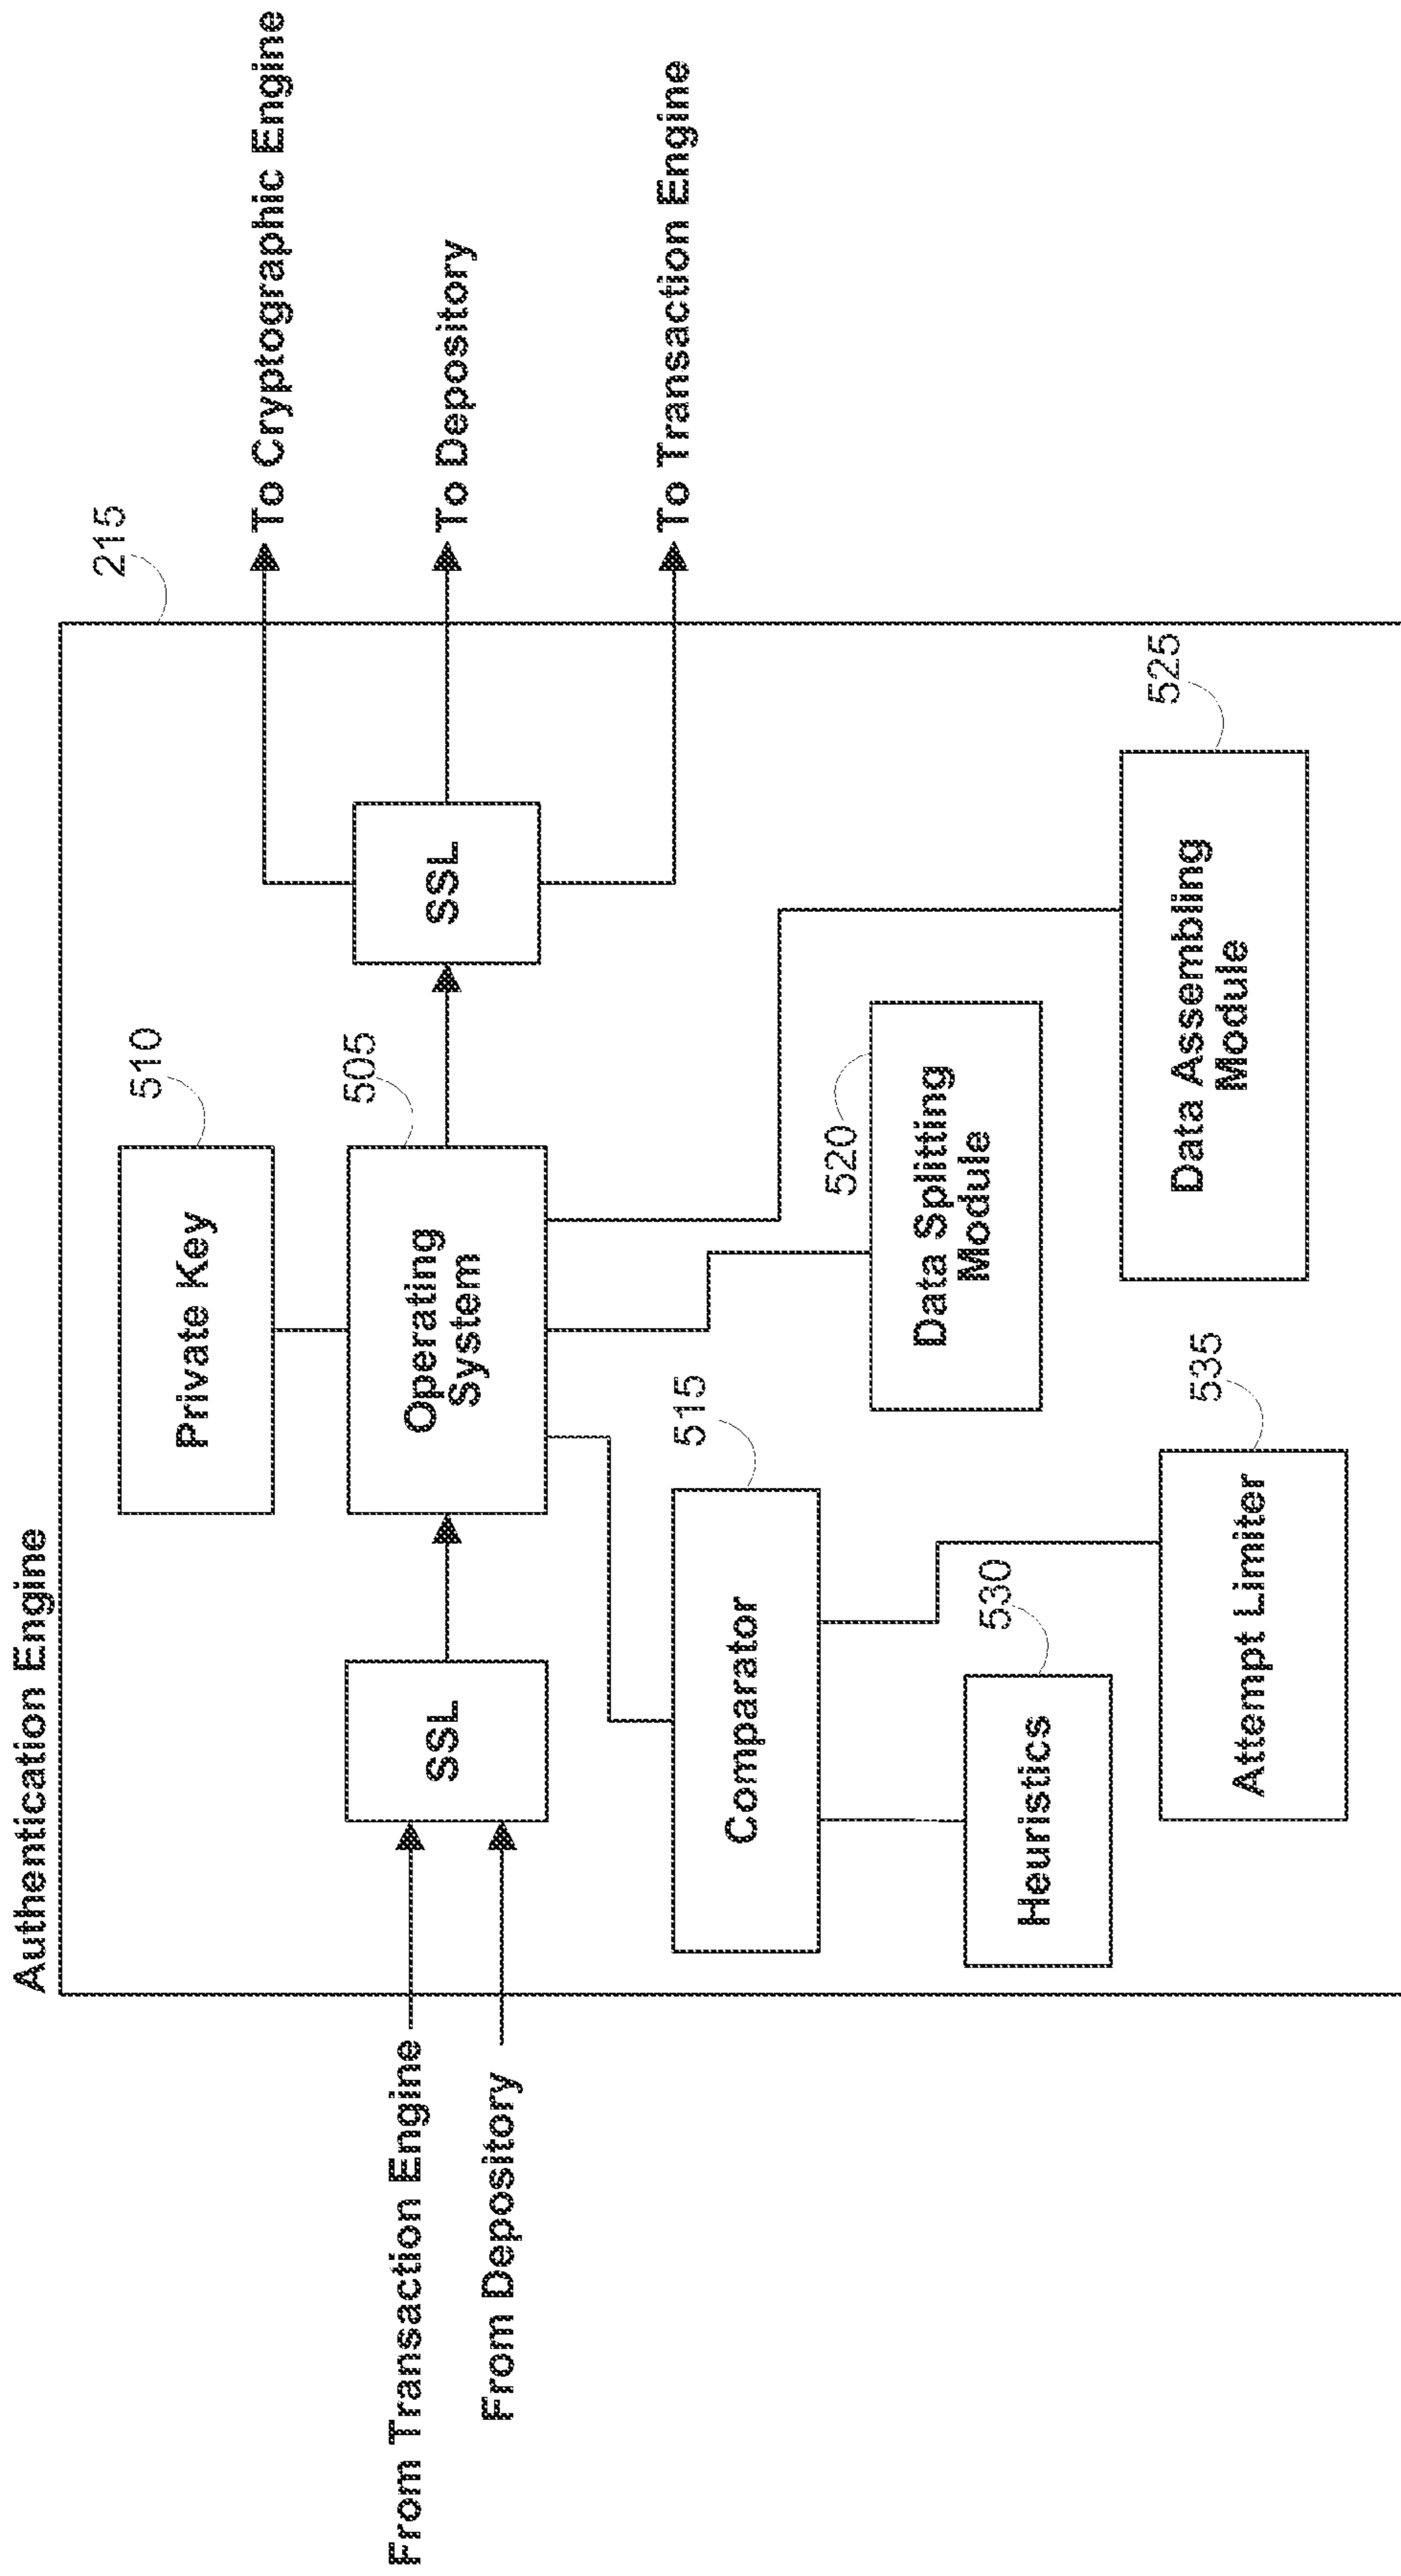 Authentication Engine
215
510
Private Key
To Cryptographic Engine
From Transaction Engine
From Depository
SSL
505
Operating
System
SSL
To Depository
To Transaction Engine
515
Comparator
520
Data Splitting
Module
525
Data Assembling
Module
530
Heuristics
535
Attempt Limiter